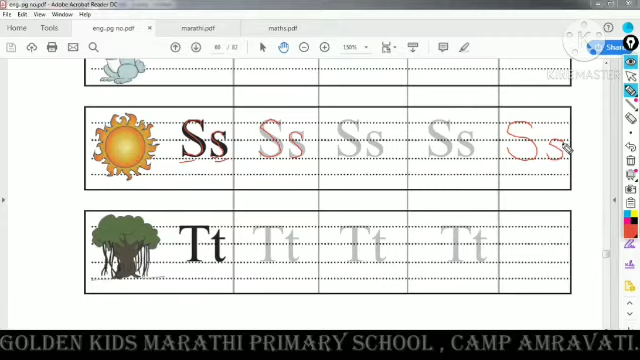 eng..pg no.pdf - Adobe Acrobat Reader DC
File Edit View Window Help
Home Tools eng..pg no.pdf × marathi.pdf maths.pdf
60 / 82 150% Share
KINEMASTER
Ss Ss Ss Ss Ss
Tt Tt Tt Tt
GOLDEN KIDS MARATHI PRIMARY SCHOOL , CAMP AMRAVATI.